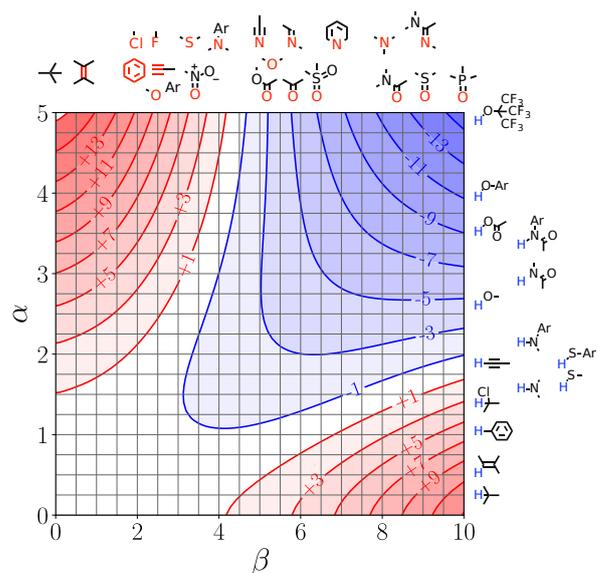 Ar
N
Cl F S N N N N N N
O
Ar
O
N+ O−
O O O S O N S P
O O O O O O
5
+13 +11 +9 +7 +5 +3 +1
-13 -11 -9 -7 -5 -3 -1
+1 +3 +5 +7 +9
4
3
2
1
0
α
0 2 4 6 8 10
β
CF3
H O CF3
CF3
H O-Ar
H O O
Ar
H N O
H N O
H O
Ar
H-N
H S-Ar
H
H S
H-N
Cl
H
H
H
H